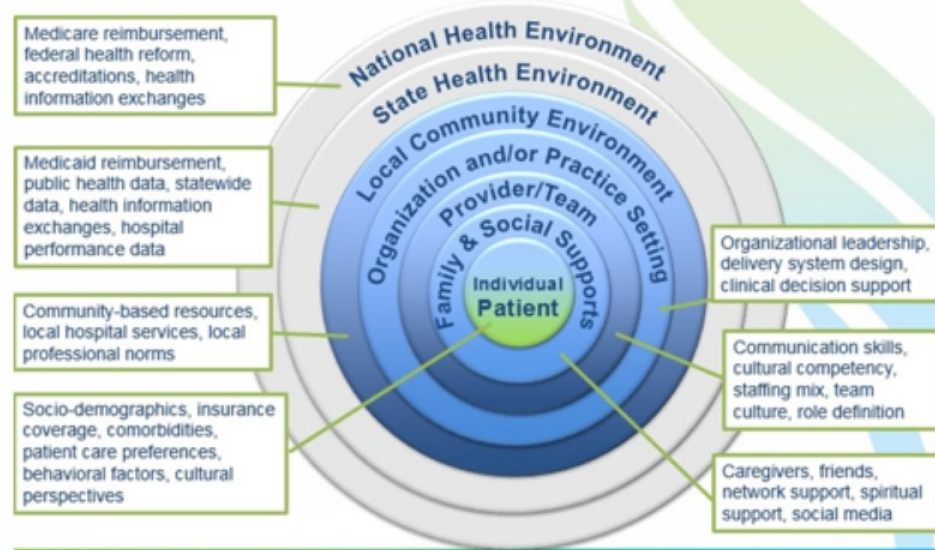 Medicare reimbursement,
federal health reform,
accreditations, health
information exchanges
Medicaid reimbursement,
public health data, statewide
data, health information
exchanges, hospital
performance data
Community-based resources,
local hospital services, local
professional norms
Socio-demographics, insurance
coverage, comorbidities,
patient care preferences,
behavioral factors, cultural
perspectives
National Health Environment
State Health Environment
Local Community Environment
Organization and/or Practice Setting
Provider/Team
Family & Social Supports
Individual
Patient
Organizational leadership,
delivery system design,
clinical decision support
Communication skills,
cultural competency,
staffing mix, team
culture, role definition
Caregivers, friends,
network support, spiritual
support, social media